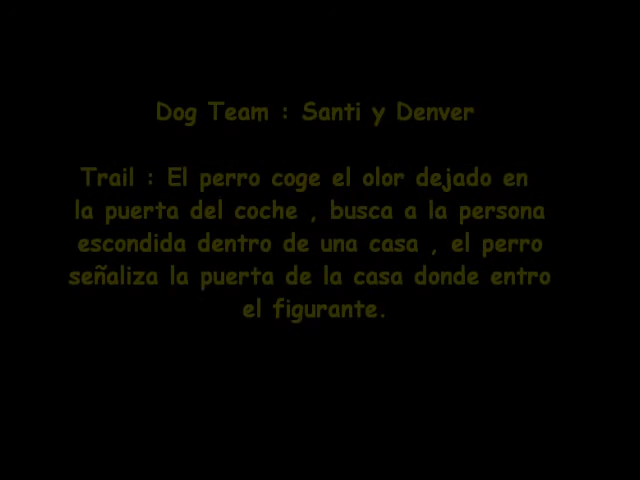 Dog Team : Santi y Denver
Trail : El perro coge el olor dejado en
la puerta del coche , busca a la persona
escondida dentro de una casa , el perro
señaliza la puerta de la casa donde entro
el figurante.